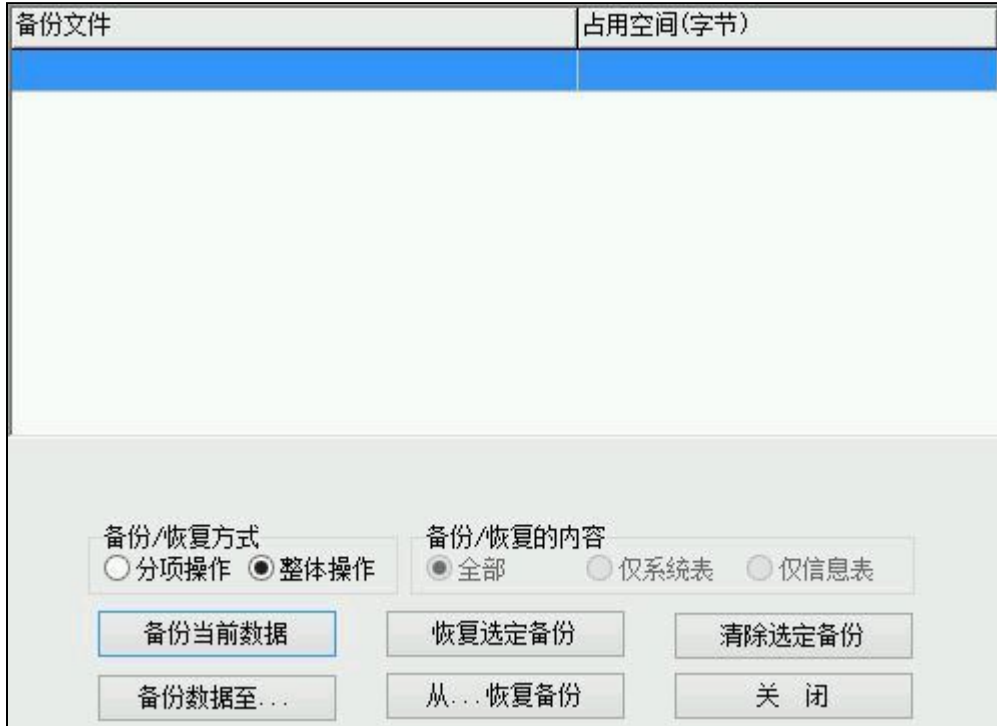 备份文件 占用空间(字节)
备份/恢复方式 备份/恢复的内容
分项操作 整体操作 全部 仅系统表 仅信息表
备份当前数据 恢复选定备份 清除选定备份
备份数据至... 从...恢复备份 关 闭